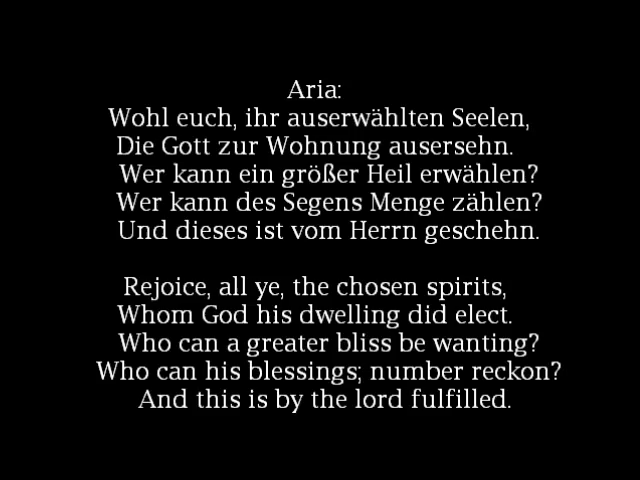 Aria:
Wohl euch, ihr auserwählten Seelen,
Die Gott zur Wohnung ausersehn.
Wer kann ein größer Heil erwählen?
Wer kann des Segens Menge zählen?
Und dieses ist vom Herrn geschehn.
Rejoice, all ye, the chosen spirits,
Whom God his dwelling did elect.
Who can a greater bliss be wanting?
Who can his blessings; number reckon?
And this is by the lord fulfilled.